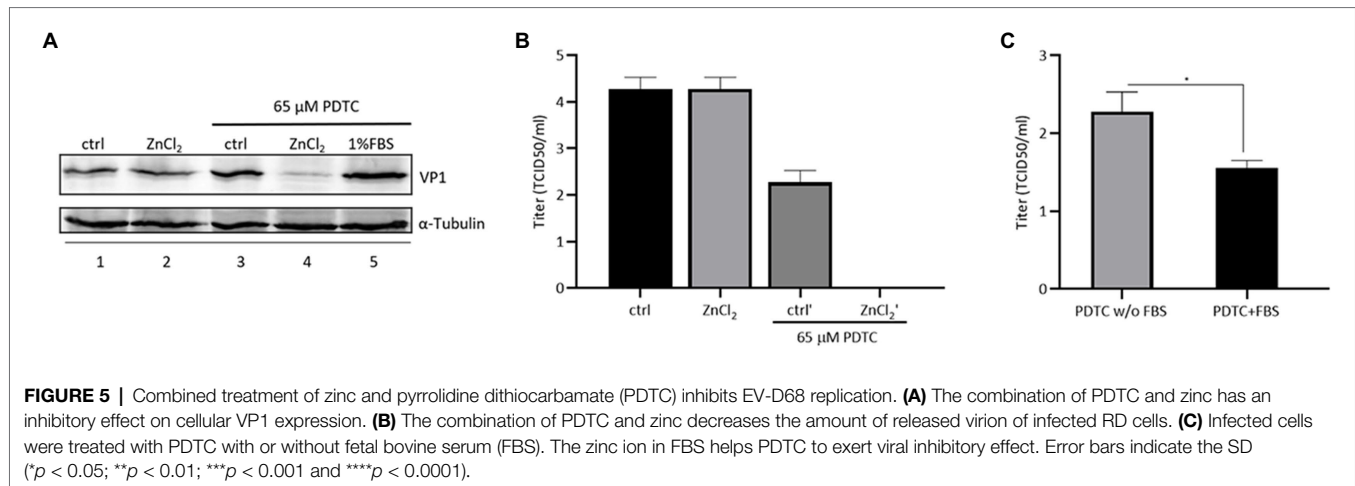 A
65 µM PDTC
ctrl ZnCl₂ ctrl ZnCl₂ 1%FBS
VP1
α-Tubulin
1 2 3 4 5
B
Titer (TCID50/ml)
5
4
3
2
1
0
ctrl ZnCl₂ ctrl' ZnCl₂'
65 µM PDTC
C
Titer (TCID50/ml)
3
2
1
0
*
PDTC w/o FBS PDTC+FBS
FIGURE 5 | Combined treatment of zinc and pyrrolidine dithiocarbamate (PDTC) inhibits EV-D68 replication. (A) The combination of PDTC and zinc has an
inhibitory effect on cellular VP1 expression. (B) The combination of PDTC and zinc decreases the amount of released virion of infected RD cells. (C) Infected cells
were treated with PDTC with or without fetal bovine serum (FBS). The zinc ion in FBS helps PDTC to exert viral inhibitory effect. Error bars indicate the SD
(*p < 0.05; **p < 0.01; ***p < 0.001 and ****p < 0.0001).